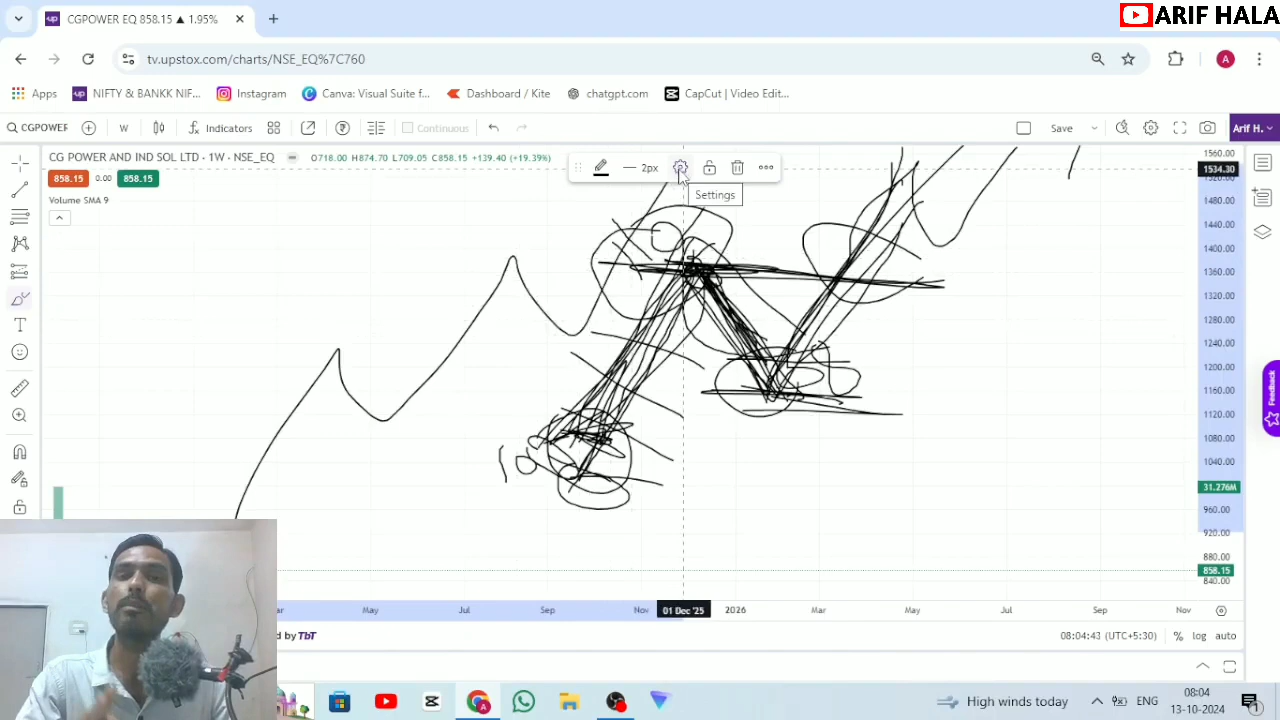 CGPOWER EQ 858.15 ▲ 1.95%
ARIF HALA
tv.upstox.com/charts/NSE_EQ%7C760
A
Apps NIFTY & BANKK NIF... Instagram Canva: Visual Suite f... Dashboard / Kite chatgpt.com CapCut | Video Edit...
CGPOWER W Indicators Continuous Save Arif H.
CG POWER AND IND SOL LTD · 1W · NSE_EQ O718.00 H874.70 L709.05 C858.15 +139.40 (+19.39%)
2px
858.15 0.00 858.15
Settings
Volume SMA 9
1560.00
1534.30
1520.00
1480.00
1440.00
1400.00
1360.00
1320.00
1280.00
1240.00
1200.00
1160.00
1120.00
1080.00
1040.00
31.276M
960.00
920.00
880.00
858.15
840.00
Feedback
May Jul Sep Nov 01 Dec '25 2026 Mar May Jul Sep Nov
d by TbT
08:04:43 (UTC+5:30) % log auto
High winds today ENG 08:04
13-10-2024